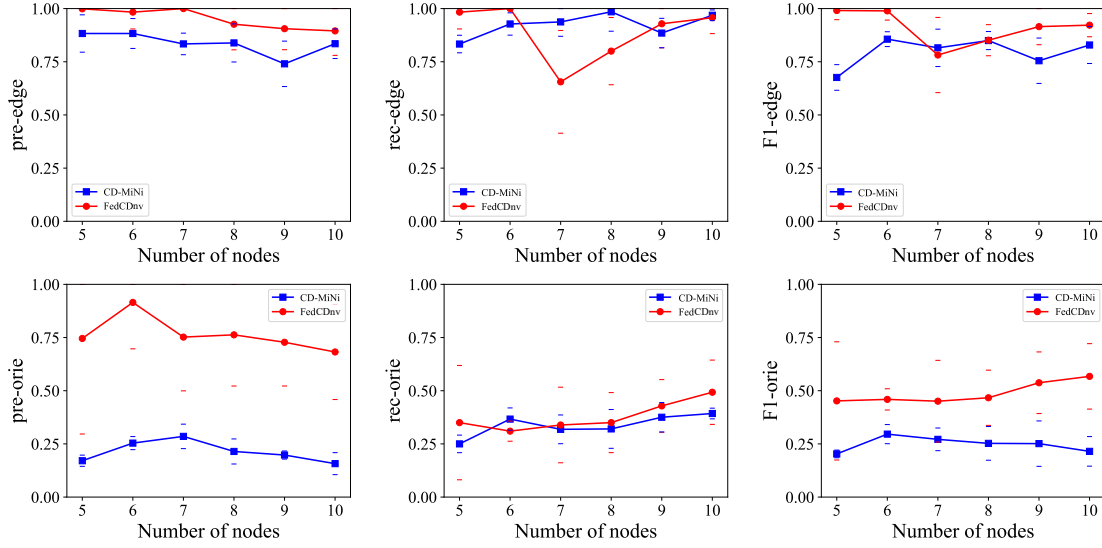 pre-edge
1.00
0.75
0.50
0.25
0.00
CD-MiNi
FedCDnv
5 6 7 8 9 10
Number of nodes
rec-edge
1.00
0.75
0.50
0.25
0.00
CD-MiNi
FedCDnv
5 6 7 8 9 10
Number of nodes
F1-edge
1.00
0.75
0.50
0.25
0.00
CD-MiNi
FedCDnv
5 6 7 8 9 10
Number of nodes
pre-orie
1.00
0.75
0.50
0.25
0.00
CD-MiNi
FedCDnv
5 6 7 8 9 10
Number of nodes
rec-orie
1.00
0.75
0.50
0.25
0.00
CD-MiNi
FedCDnv
5 6 7 8 9 10
Number of nodes
F1-orie
1.00
0.75
0.50
0.25
0.00
CD-MiNi
FedCDnv
5 6 7 8 9 10
Number of nodes